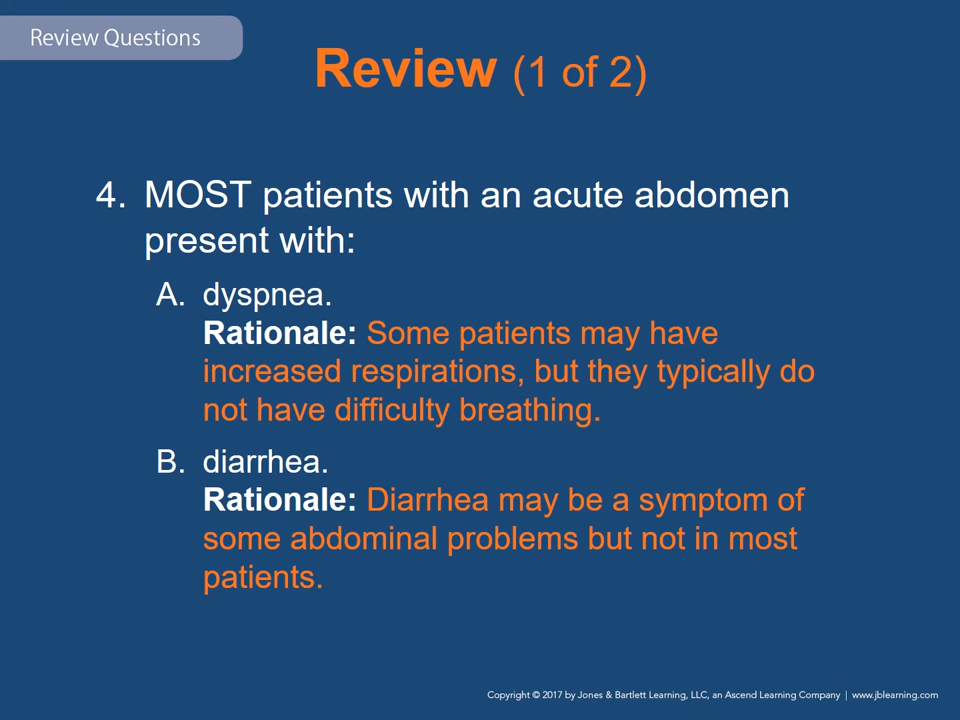 Review Questions
Review (1 of 2)
4. MOST patients with an acute abdomen
present with:
A. dyspnea.
Rationale: Some patients may have
increased respirations, but they typically do
not have difficulty breathing.
B. diarrhea.
Rationale: Diarrhea may be a symptom of
some abdominal problems but not in most
patients.
Copyright © 2017 by Jones & Bartlett Learning, LLC, an Ascend Learning Company | www.jblearning.com